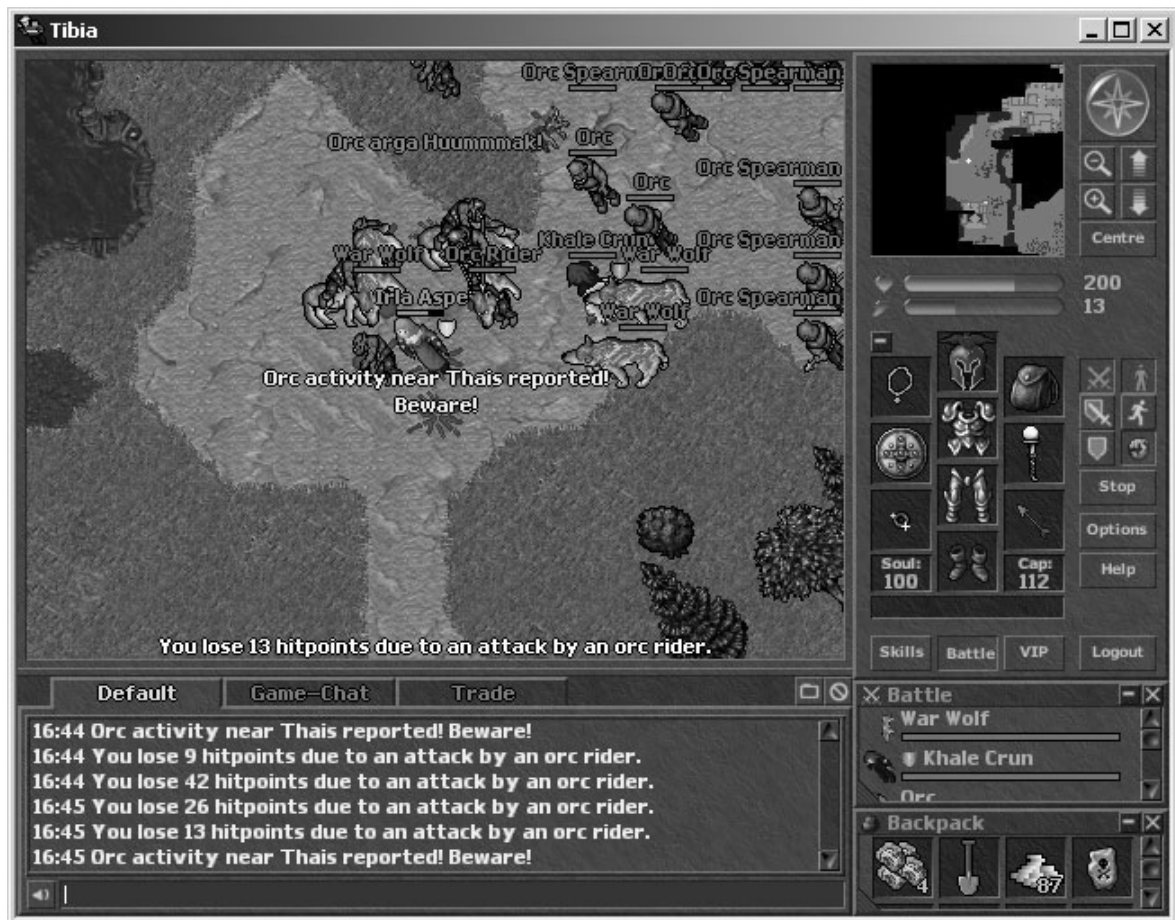 Tibia
Orc Spearm
Orc Spearman
Orc arga Huummmak!
Orc
Orc Spearman
Orc
Khale Crun
Orc Spearman
War Wolf
Orc Rider
War Wolf
Irla Aspe
War Wolf
Orc Spearman
Orc activity near Thais reported!
Beware!
You lose 13 hitpoints due to an attack by an orc rider.
Centre
200
13
Stop
Options
Soul:
100
Cap:
112
Help
Skills
Battle
VIP
Logout
Default
Game-Chat
Trade
16:44 Orc activity near Thais reported! Beware!
16:44 You lose 9 hitpoints due to an attack by an orc rider.
16:44 You lose 42 hitpoints due to an attack by an orc rider.
16:45 You lose 26 hitpoints due to an attack by an orc rider.
16:45 You lose 13 hitpoints due to an attack by an orc rider.
16:45 Orc activity near Thais reported! Beware!
Battle
War Wolf
Khale Crun
Orc
Backpack
4
87